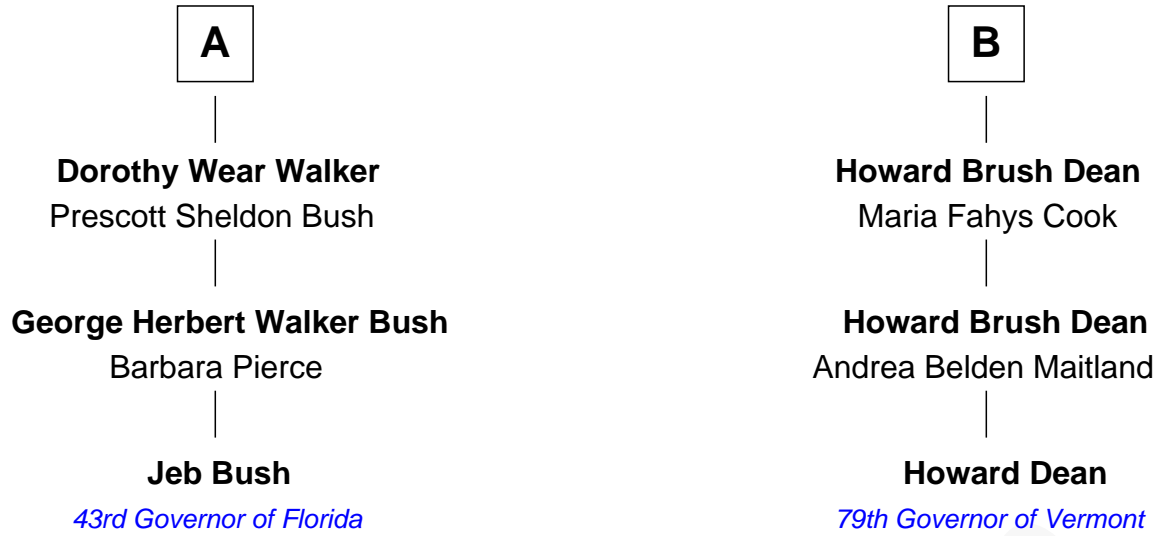 A
Dorothy Wear Walker
Prescott Sheldon Bush
George Herbert Walker Bush
Barbara Pierce
Jeb Bush
43rd Governor of Florida
B
Howard Brush Dean
Maria Fahys Cook
Howard Brush Dean
Andrea Belden Maitland
Howard Dean
79th Governor of Vermont